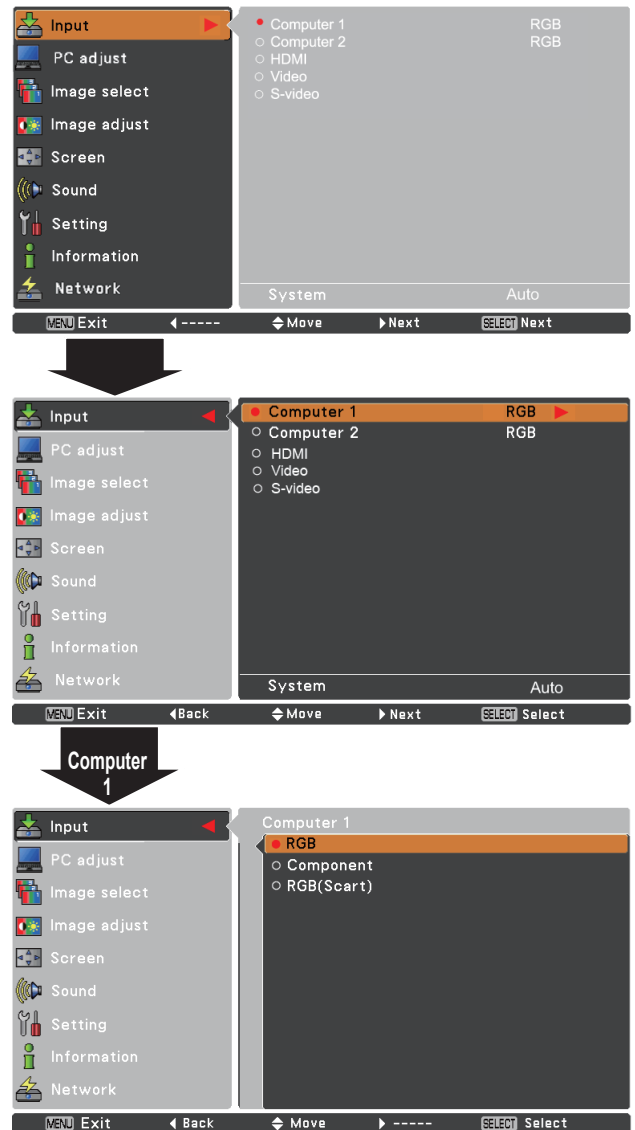 Input
PC adjust
Image select
Image adjust
Screen
Sound
Setting
Information
Network
Computer 1 RGB
Computer 2 RGB
HDMI
Video
S-video
System Auto
MENU Exit ----- Move Next SELECT Next
Input
PC adjust
Image select
Image adjust
Screen
Sound
Setting
Information
Network
Computer 1 RGB
Computer 2 RGB
HDMI
Video
S-video
System Auto
MENU Exit Back Move Next SELECT Select
Computer
1
Input
PC adjust
Image select
Image adjust
Screen
Sound
Setting
Information
Network
Computer 1
RGB
Component
RGB(Scart)
MENU Exit Back Move ----- SELECT Select